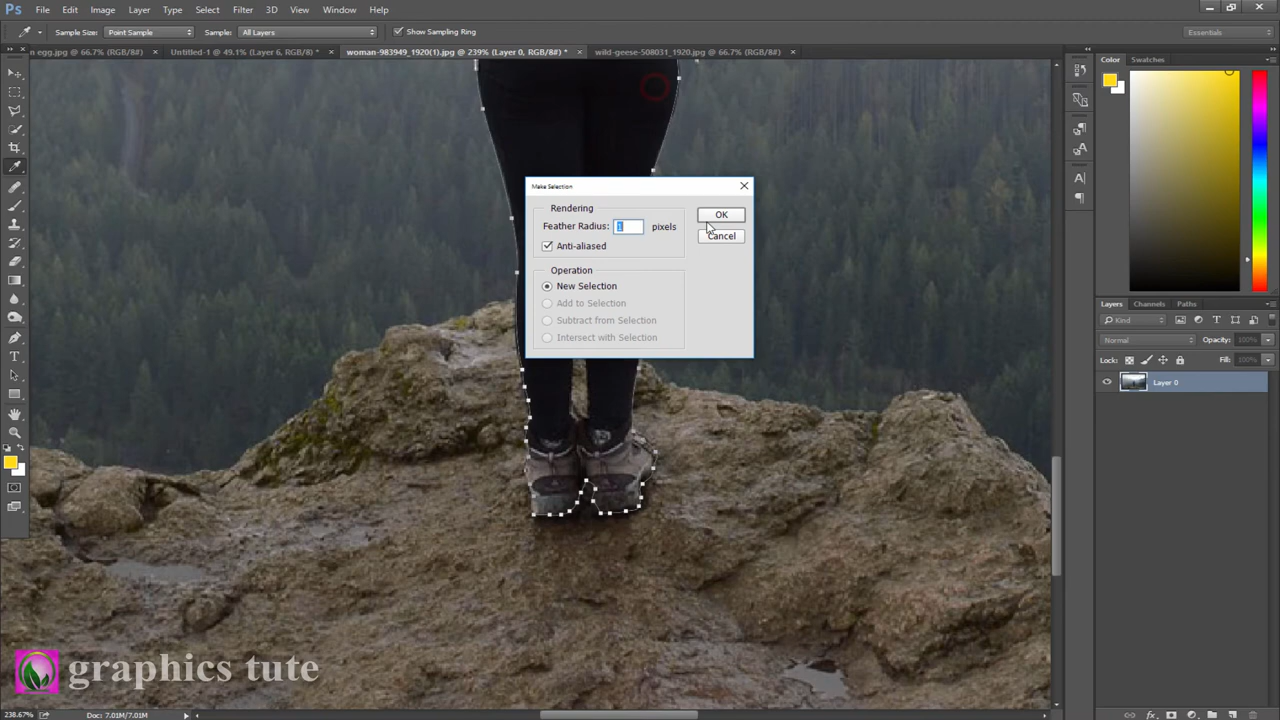 Ps File Edit Image Layer Type Select Filter 3D View Window Help
Sample Size: Point Sample Sample: All Layers Show Sampling Ring Essentials
n egg.jpg @ 66.7% (RGB/8#) × Untitled-1 @ 49.1% (Layer 6, RGB/8) * × woman-983949_1920(1).jpg @ 239% (Layer 0, RGB/8#) * × wild-geese-508031_1920.jpg @ 66.7% (RGB/8#) ×
Color Swatches
Make Selection
Rendering
OK
Feather Radius: 1 pixels
Cancel
Anti-aliased
Operation
New Selection
Add to Selection
Subtract from Selection
Intersect with Selection
Layers Channels Paths
Kind
Normal Opacity: 100%
Lock: Fill: 100%
Layer 0
graphics tute
238.67% Doc: 7.01M/7.01M